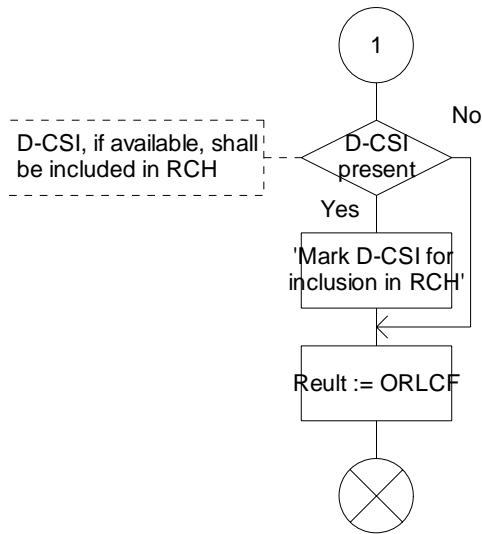 1
No
D-CSI, if available, shall
be included in RCH
D-CSI
present
Yes
'Mark D-CSI for
inclusion in RCH'
Reult := ORLCF